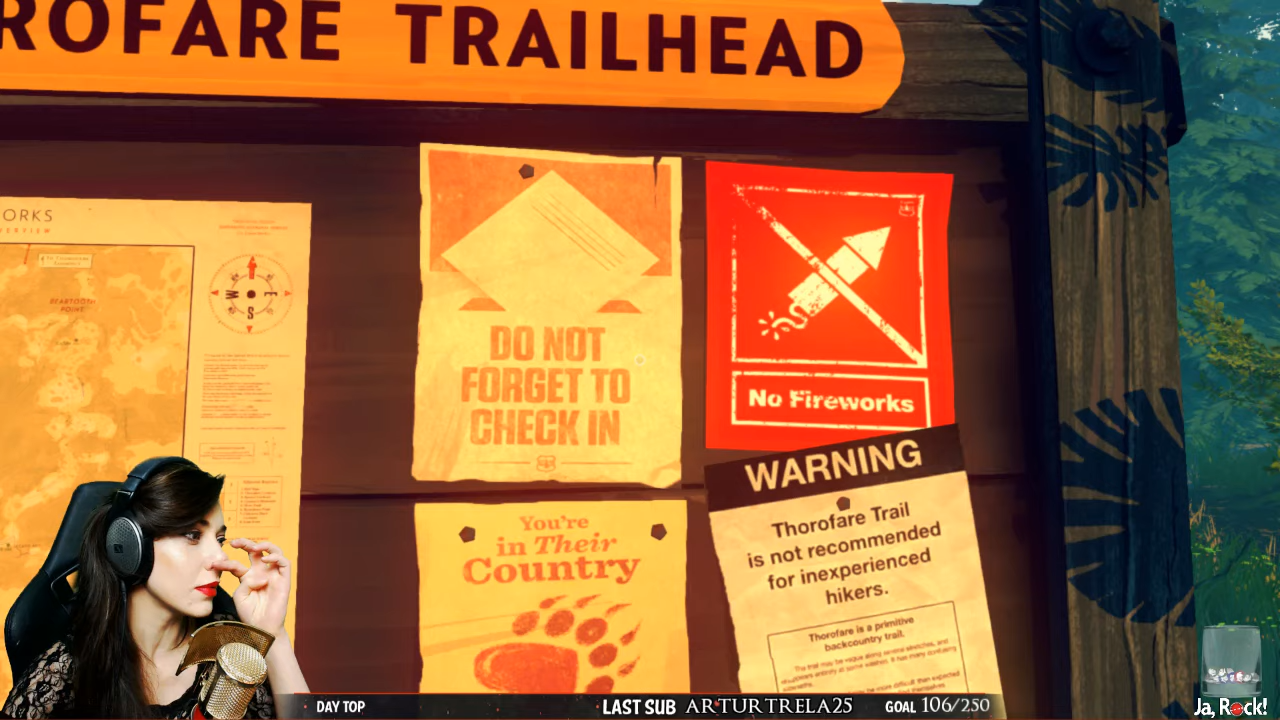 ROFARE TRAILHEAD
ORKS
BEARTOOTH
POINT
E
S
W
DO NOT
FORGET TO
CHECK IN
No Fireworks
You're
in Their
Country
WARNING
Thorofare Trail
is not recommended
for inexperienced
hikers.
Thorofare is a primitive
backcountry trail.
DAY TOP
LAST SUB ARTURTRELA25
GOAL 106/250
Ja, Rock!